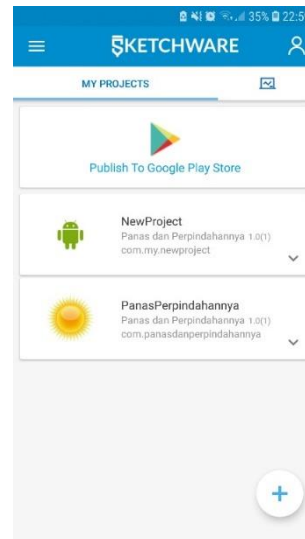 35% 22:5
SKETCHWARE
MY PROJECTS
Publish To Google Play Store
NewProject
Panas dan Perpindahannya 1.0(1)
com.my.newproject
PanasPerpindahannya
Panas dan Perpindahannya 1.0(1)
com.panasdanperpindahannya